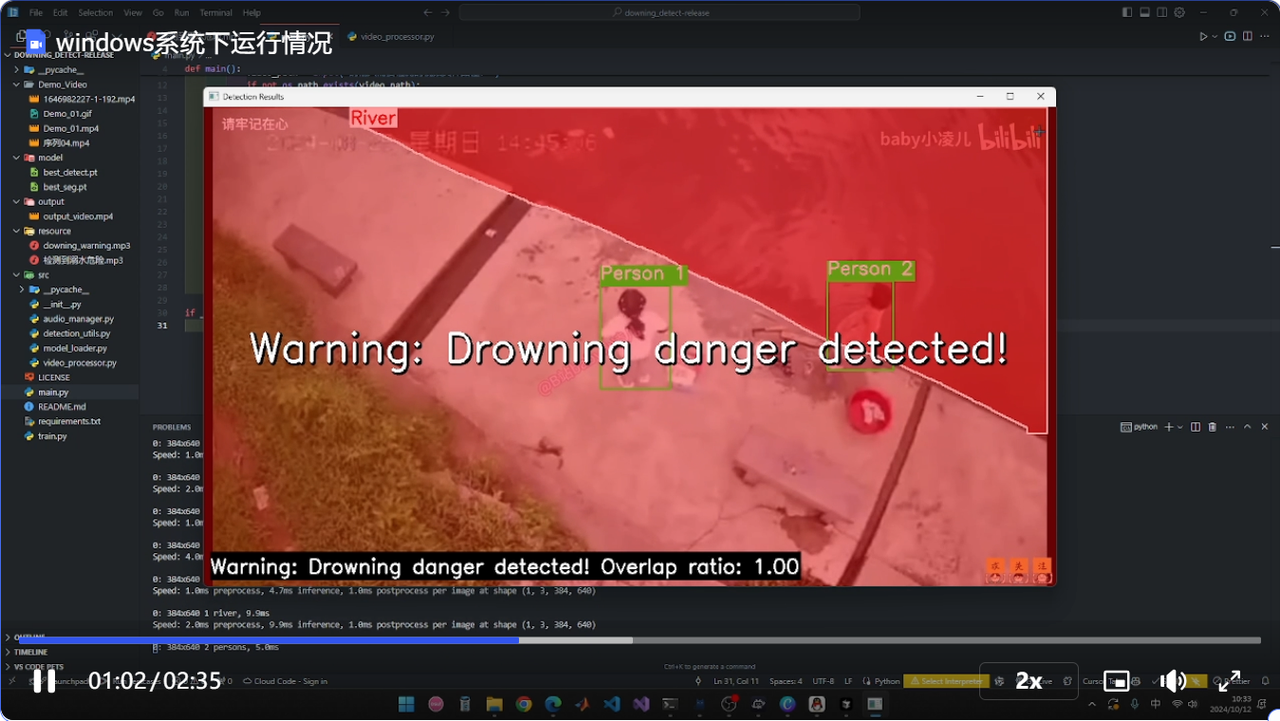 File Edit Selection View Go Run Terminal Help
downing_detect-release
windows系统下运行情况
video_processor.py
DOWNING_DETECT-RELEASE
__pycache__
Demo_Video
1646982227-1-192.mp4
Demo_01.gif
Demo_01.mp4
序列04.mp4
model
best_detect.pt
best_seg.pt
output
output_video.mp4
resource
downing_warning.mp3
检测到溺水危险.mp3
src
__pycache__
__init__.py
audio_manager.py
detection_utils.py
model_loader.py
video_processor.py
LICENSE
main.py
README.md
requirements.txt
train.py
OUTLINE
TIMELINE
VS CODE PETS
def main():
if not os.path.exists(video_path):
Detection Results
请牢记在心
River
星期日 14:45:
baby小凌儿 bilibili
Person 1
Person 2
Warning: Drowning danger detected!
Warning: Drowning danger detected! Overlap ratio: 1.00
求 关 注
PROBLEMS
python
0: 384x640
Speed: 1.0m
0: 384x640
Speed: 2.0m
0: 384x640
Speed: 1.0m
0: 384x640
Speed: 4.0m
0: 384x640
Speed: 1.0ms preprocess, 4.7ms inference, 1.0ms postprocess per image at shape (1, 3, 384, 640)
0: 384x640 1 river, 9.9ms
Speed: 2.0ms preprocess, 9.9ms inference, 1.0ms postprocess per image at shape (1, 3, 384, 640)
0: 384x640 2 persons, 5.0ms
Ctrl+K to generate a command
01:02/02:35
2x
Cloud Code - Sign in
Ln 31, Col 11 Spaces: 4 UTF-8 LF Python Select Interpreter
10:33
2024/10/12